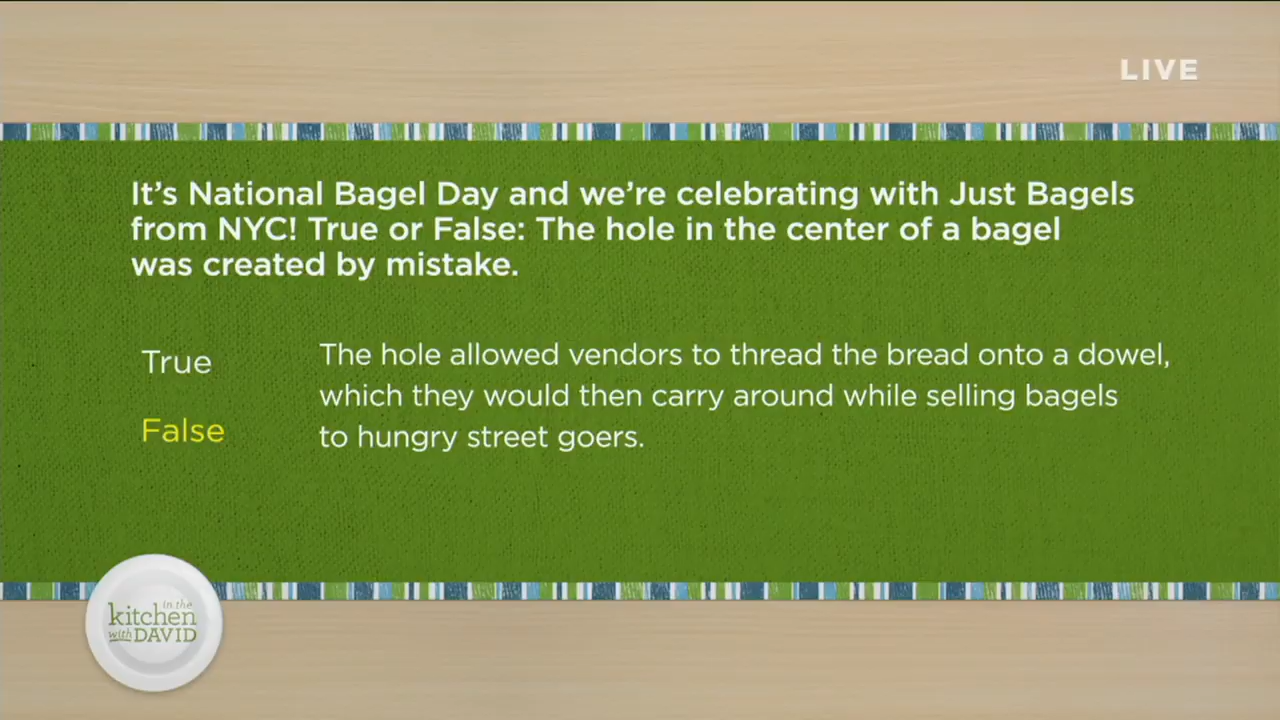 LIVE
It's National Bagel Day and we're celebrating with Just Bagels
from NYC! True or False: The hole in the center of a bagel
was created by mistake.
True
False
The hole allowed vendors to thread the bread onto a dowel,
which they would then carry around while selling bagels
to hungry street goers.
in the
kitchen
with DAVID